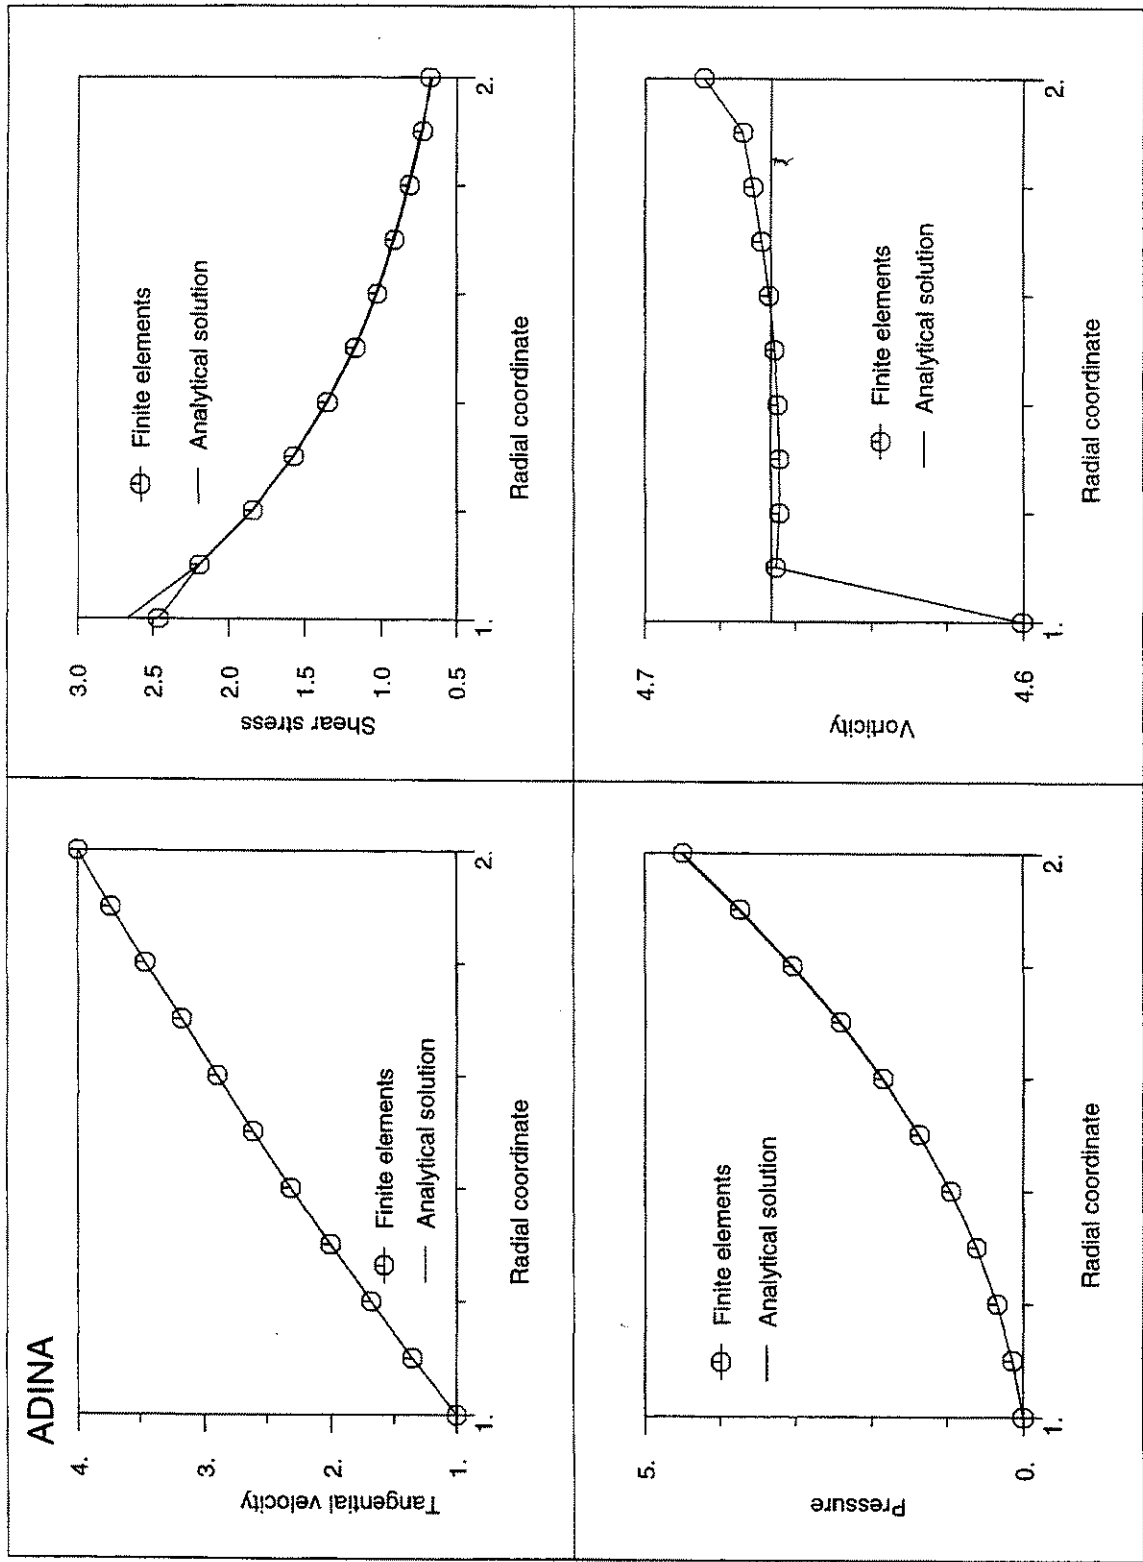 ADINA
Tangential velocity
4.
3.
2.
1.
Finite elements
Analytical solution
1.
2.
Radial coordinate
Shear stress
3.0
2.5
2.0
1.5
1.0
0.5
Finite elements
Analytical solution
1.
2.
Radial coordinate
Pressure
5.
0.
Finite elements
Analytical solution
1.
2.
Radial coordinate
Vorticity
4.7
4.6
Finite elements
Analytical solution
1.
2.
Radial coordinate